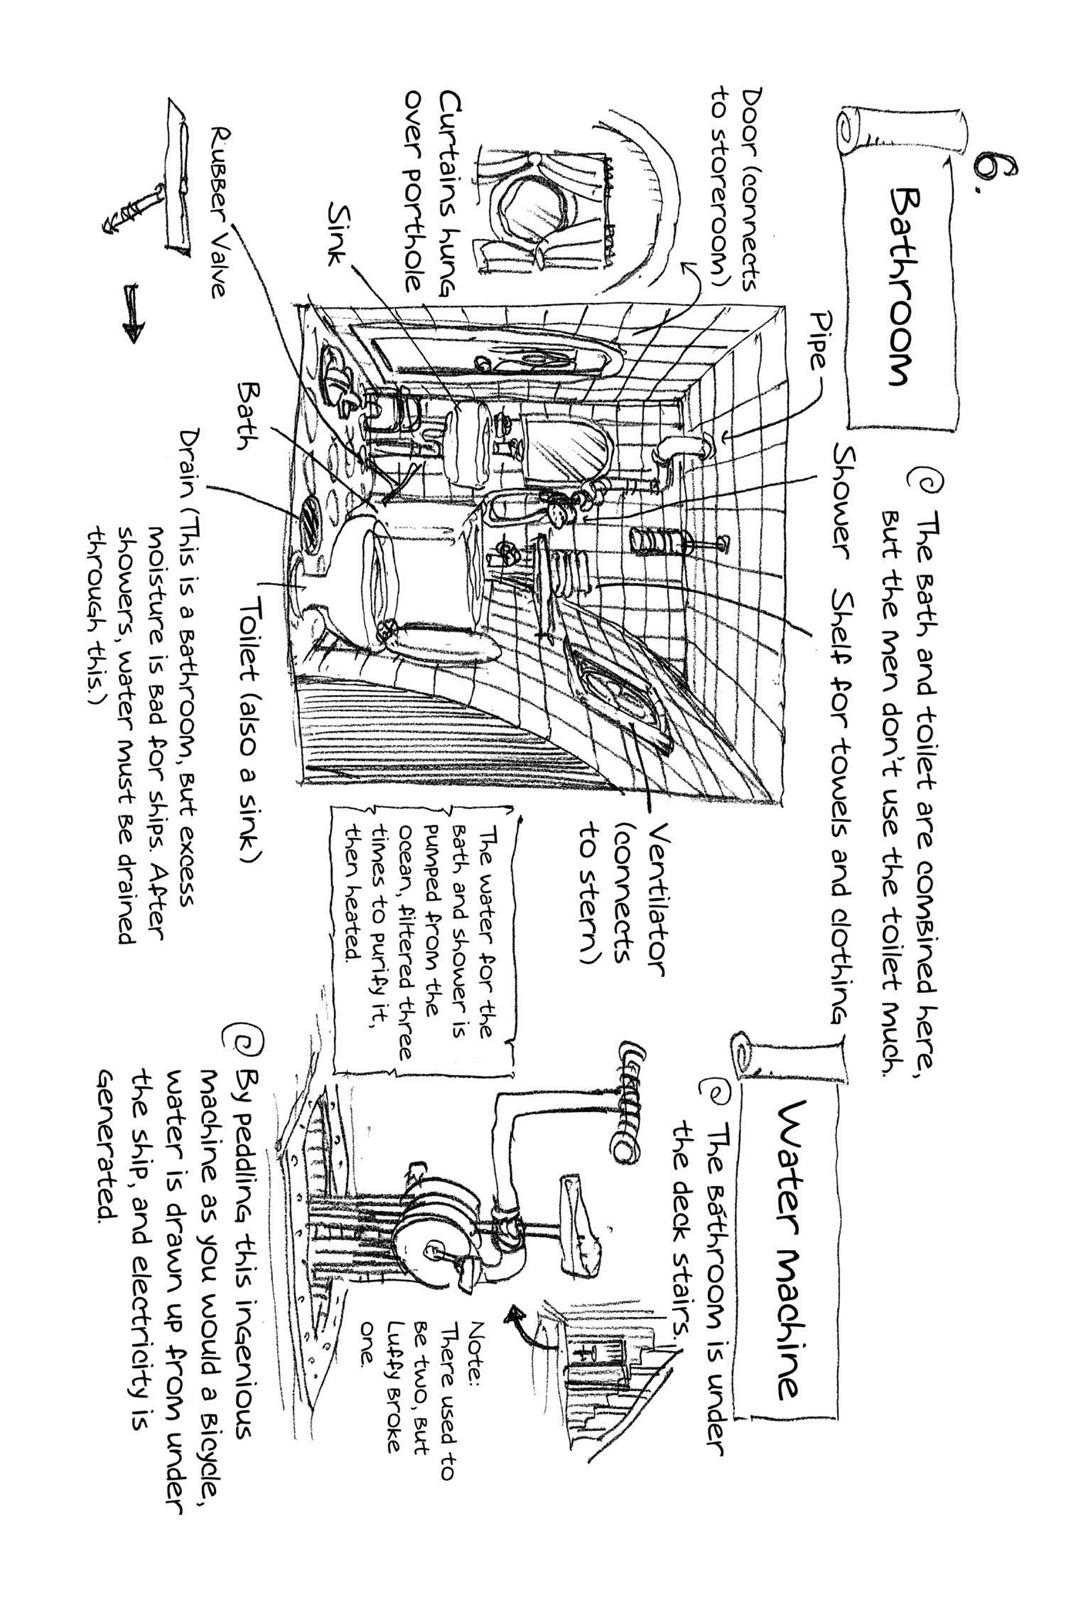 6.
Bathroom
The bath and toilet are combined here,
but the men don't use the toilet much.
Door (connects
to storeroom)
Pipe
Shower
Shelf for towels and clothing
Curtains hung
over porthole
Sink
Rubber Valve
Bath
Drain (This is a bathroom, but excess
moisture is bad for ships. After
showers, water must be drained
through this.)
Toilet (also a sink)
Ventilator
(connects
to stern)
The water for the
bath and shower is
pumped from the
ocean, filtered three
times to purify it,
then heated.
Water machine
The bathroom is under
the deck stairs.
Note:
There used to
be two, but
Luffy broke
one.
By peddling this ingenious
machine as you would a bicycle,
water is drawn up from under
the ship, and electricity is
generated.